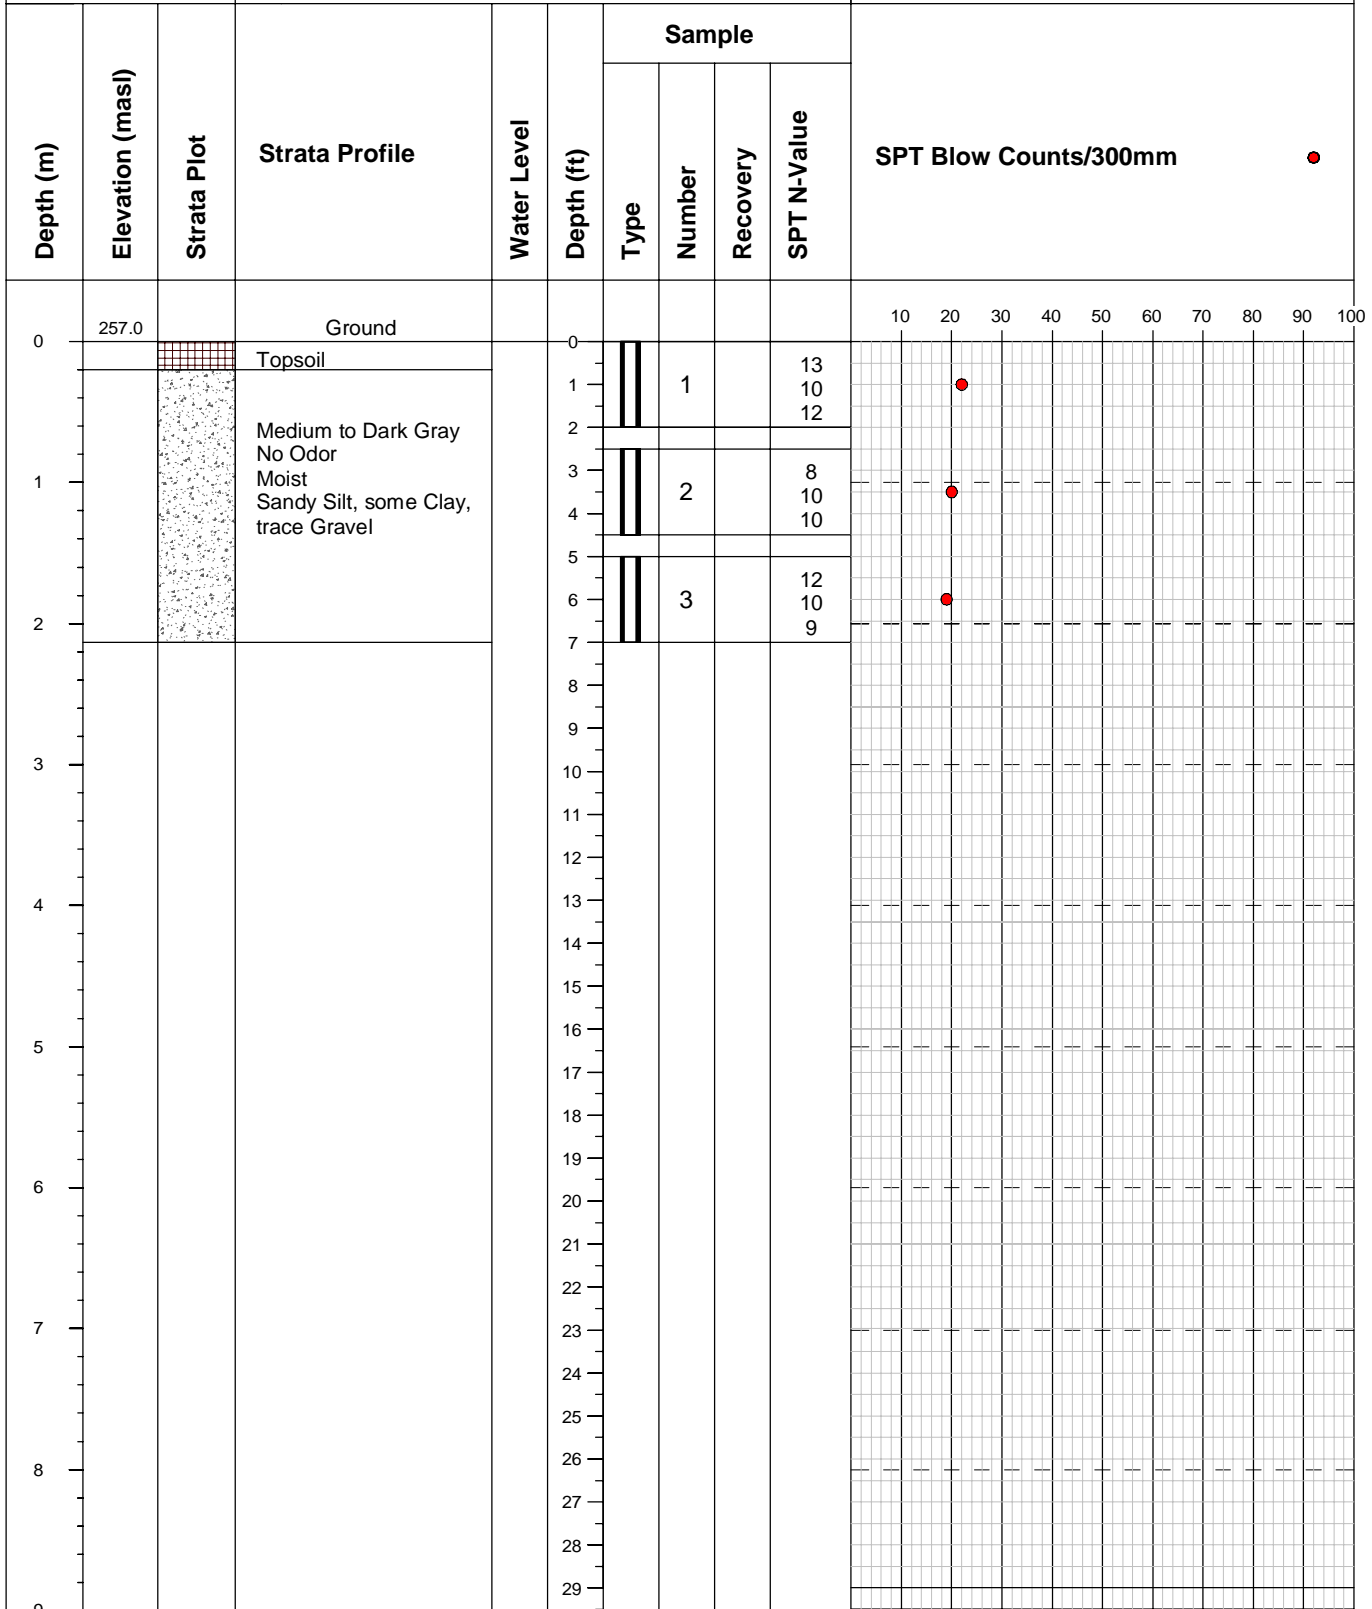 Sample
Depth (m)
Elevation (masl)
Strata Plot
Strata Profile
Water Level
Depth (ft)
Type
Number
Recovery
SPT N-Value
SPT Blow Counts/300mm
10 20 30 40 50 60 70 80 90 100
257.0 Ground
0 0
Topsoil
1 13
1 10
12
2
Medium to Dark Gray
No Odor
Moist
Sandy Silt, some Clay,
trace Gravel
3 8
1
2 10
4 10
5
12
6 3 10
2 9
7
8
9
3
10
11
12
13
4
14
15
16
5
17
18
19
6
20
21
22
7
23
24
25
26
8
27
28
29